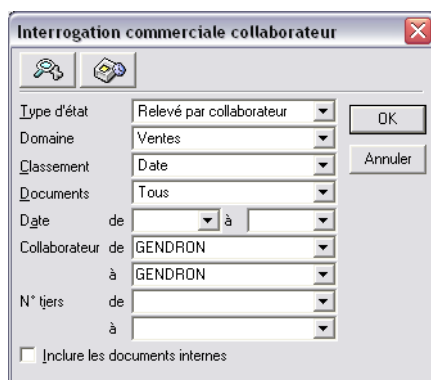 Interrogation commerciale collaborateur
Type d'état Relevé par collaborateur OK
Domaine Ventes
Classement Date Annuler
Documents Tous
Date de à
Collaborateur de GENDRON
à GENDRON
N° tiers de
à
Inclure les documents internes